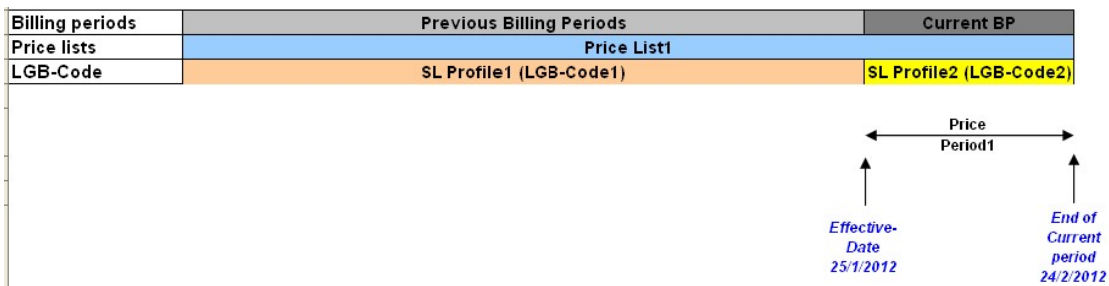 Billing periods Previous Billing Periods Current BP
Price lists Price List1
LGB-Code SL Profile1 (LGB-Code1) SL Profile2 (LGB-Code2)
Price
Period1
Effective-
Date
25/1/2012
End of
Current
period
24/2/2012